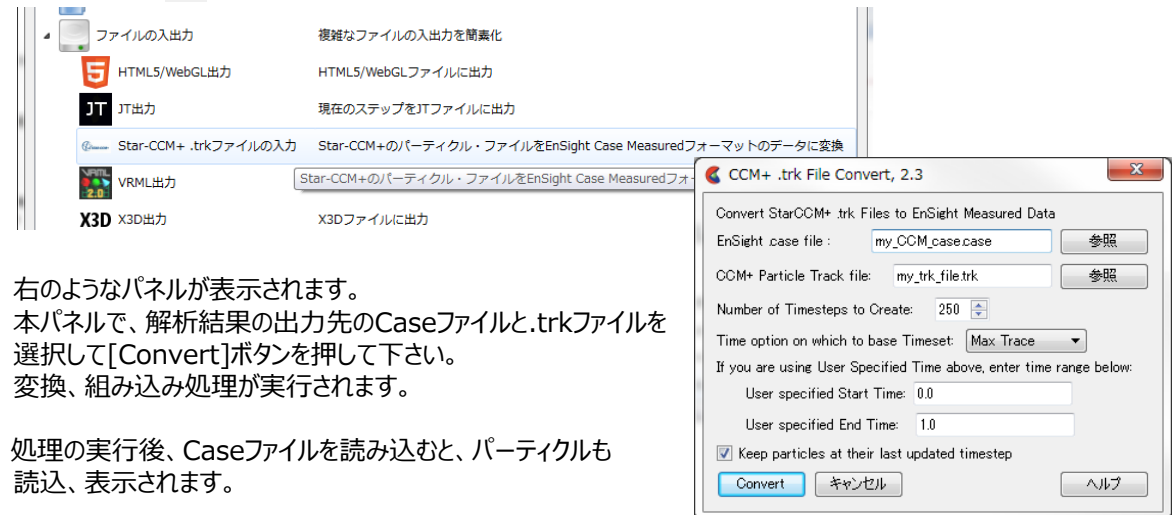 ファイルの入出力 複雑なファイルの入出力を簡素化
HTML5/WebGL出力 HTML5/WebGLファイルに出力
JT JT出力 現在のステップをJTファイルに出力
Star-CCM+ .trkファイルの入力 Star-CCM+のパーティクル・ファイルをEnSight Case Measuredフォーマットのデータに変換
VRML 2.0 VRML出力
Star-CCM+のパーティクル・ファイルをEnSight Case Measuredフォー
X3D X3D出力 X3Dファイルに出力
右のようなパネルが表示されます。
本パネルで、解析結果の出力先のCaseファイルと.trkファイルを
選択して[Convert]ボタンを押して下さい。
変換、組み込み処理が実行されます。
処理の実行後、Caseファイルを読み込むと、パーティクルも
読込、表示されます。
CCM+ .trk File Convert, 2.3
Convert StarCCM+ .trk Files to EnSight Measured Data
EnSight .case file : my_CCM_case.case 参照
CCM+ Particle Track file: my_trk_file.trk 参照
Number of Timesteps to Create: 250
Time option on which to base Timeset: Max Trace
If you are using User Specified Time above, enter time range below:
User specified Start Time: 0.0
User specified End Time: 1.0
Keep particles at their last updated timestep
Convert キャンセル ヘルプ